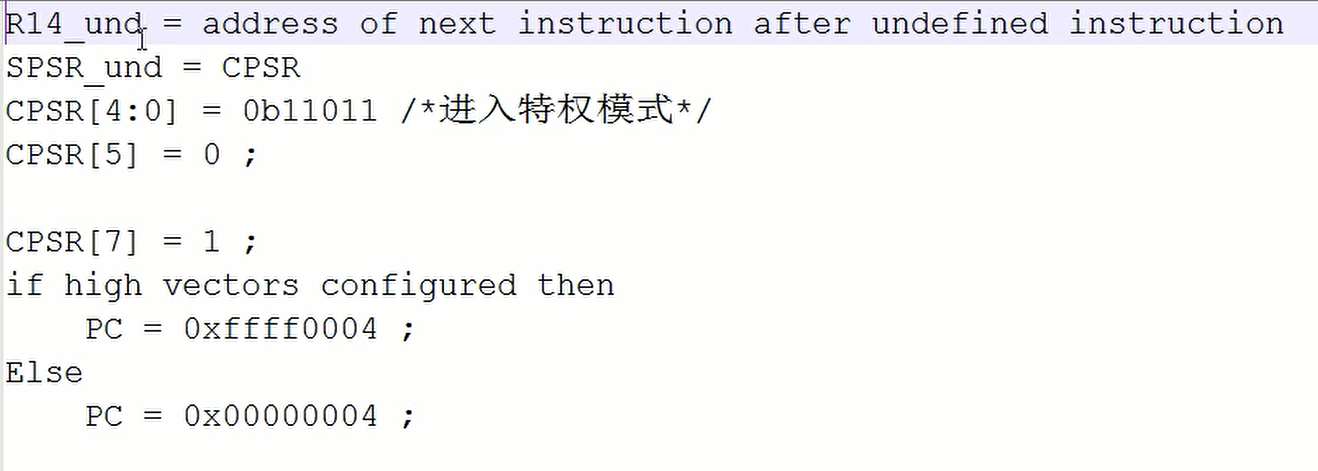 R14_und = address of next instruction after undefined instruction
SPSR_und = CPSR
CPSR[4:0] = 0b11011 /*进入特权模式*/
CPSR[5] = 0 ;
CPSR[7] = 1 ;
if high vectors configured then
PC = 0xffff0004 ;
Else
PC = 0x00000004 ;